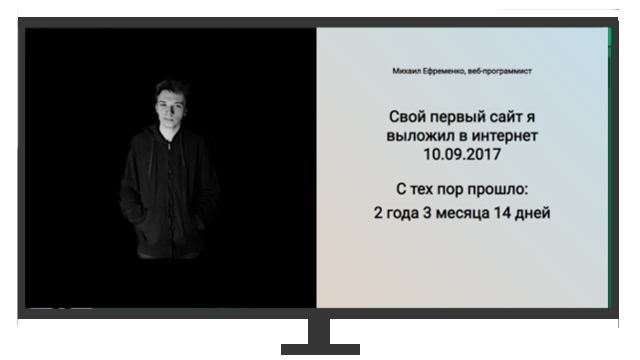 Михаил Ефременко, веб-программист
Свой первый сайт я
выложил в интернет
10.09.2017
С тех пор прошло:
2 года 3 месяца 14 дней